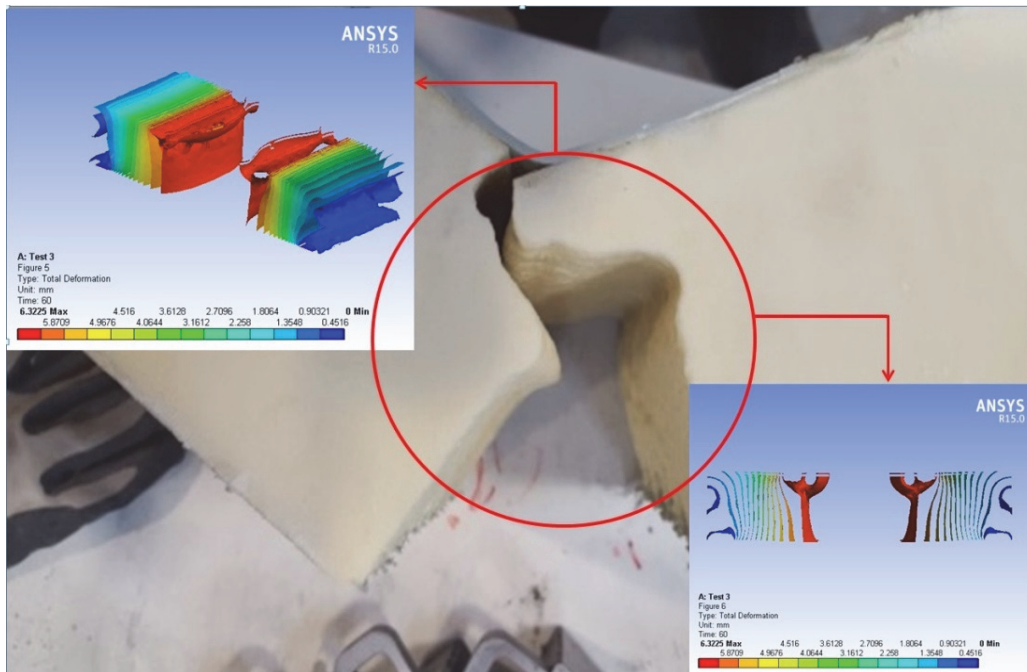 ANSYS
R15.0
A: Test 3
Figure 5
Type: Total Deformation
Unit: mm
Time: 60
6.3225 Max 4.516 3.6128 2.7096 1.8064 0.90321 0 Min
5.8709 4.9676 4.0644 3.1612 2.258 1.3548 0.4516
ANSYS
R15.0
A: Test 3
Figure 6
Type: Total Deformation
Unit: mm
Time: 60
6.3225 Max 4.516 3.6128 2.7096 1.8064 0.90321 0 Min
5.8709 4.9676 4.0644 3.1612 2.258 1.3548 0.4516